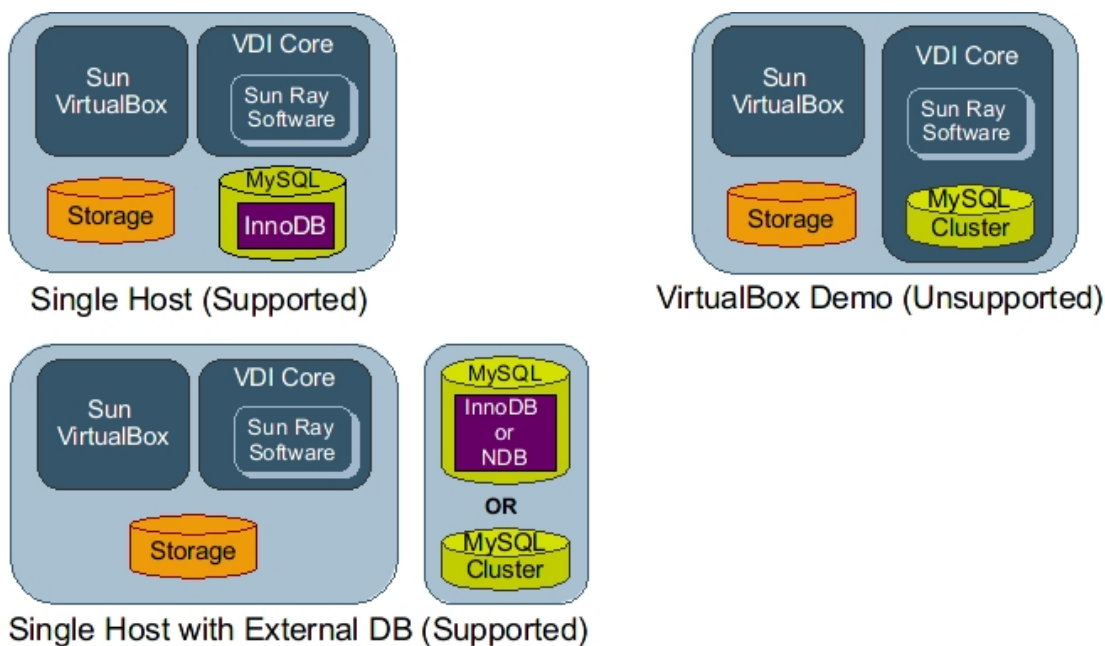 Sun
VirtualBox
VDI Core
Sun Ray
Software
Storage
MySQL
InnoDB
Single Host (Supported)
Sun
VirtualBox
VDI Core
Sun Ray
Software
Storage
MySQL
Cluster
VirtualBox Demo (Unsupported)
Sun
VirtualBox
VDI Core
Sun Ray
Software
Storage
MySQL
InnoDB
or
NDB
OR
MySQL
Cluster
Single Host with External DB (Supported)